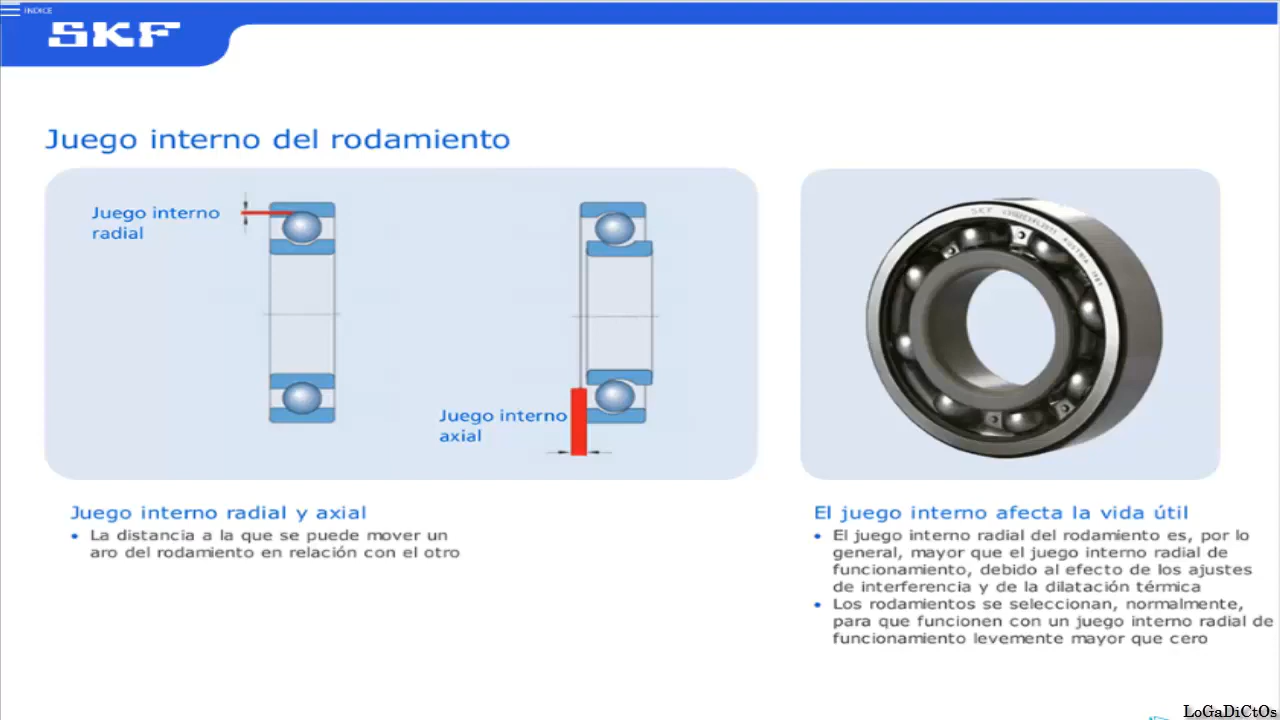 ÍNDICE
SKF
Juego interno del rodamiento
Juego interno
radial
Juego interno
axial
SKF
Juego interno radial y axial
La distancia a la que se puede mover un
aro del rodamiento en relación con el otro
El juego interno afecta la vida útil
El juego interno radial del rodamiento es, por lo
general, mayor que el juego interno radial de
funcionamiento, debido al efecto de los ajustes
de interferencia y de la dilatación térmica
Los rodamientos se seleccionan, normalmente,
para que funcionen con un juego interno radial de
funcionamiento levemente mayor que cero
LoGaDiCtOs